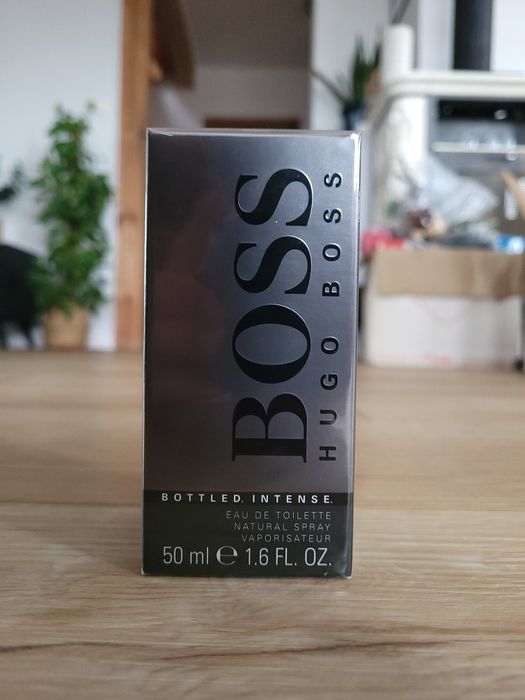 BOSS
HUGO BOSS
BOTTLED. INTENSE.
EAU DE TOILETTE
NATURAL SPRAY
VAPORISATEUR
50 ml ℮ 1.6 FL. OZ.